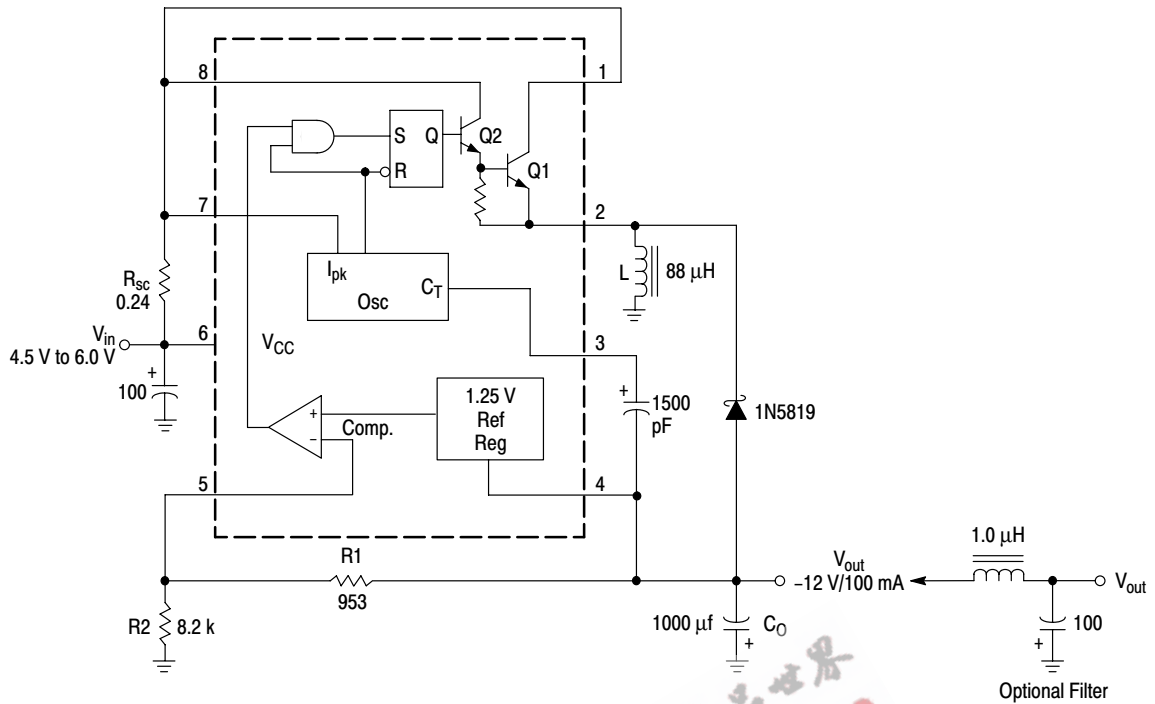 8
1
S
Q
Q2
R
Q1
7
2
Ipk
CT
Osc
L
88 μH
Rsc
0.24
Vin
4.5 V to 6.0 V
6
VCC
3
+
100
1.25 V
Ref
Reg
+
−
Comp.
+
1500
pF
1N5819
5
4
R1
953
1.0 μH
Vout
−12 V/100 mA
Vout
R2
8.2 k
1000 μf
CO
+
100
+
Optional Filter